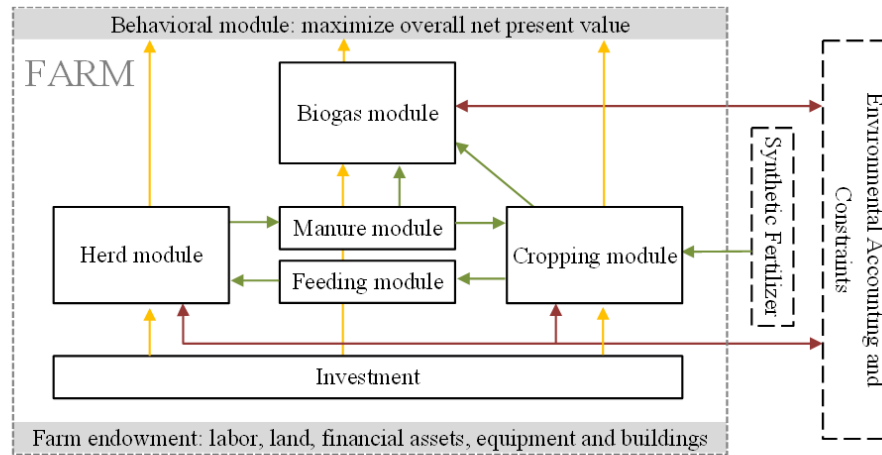 Behavioral module: maximize overall net present value
FARM
Biogas module
Herd module
Manure module
Feeding module
Cropping module
Synthetic Fertilizer
Environmental Accounting and
Constraints
Investment
Farm endowment: labor, land, financial assets, equipment and buildings